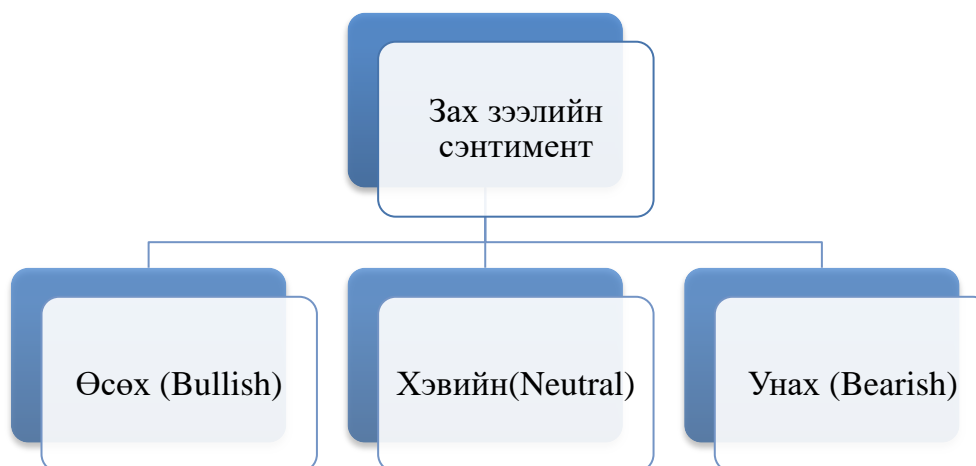 Зах зээлийн
сэнтимент
Өсөх (Bullish)
Хэвийн(Neutral)
Унах (Bearish)